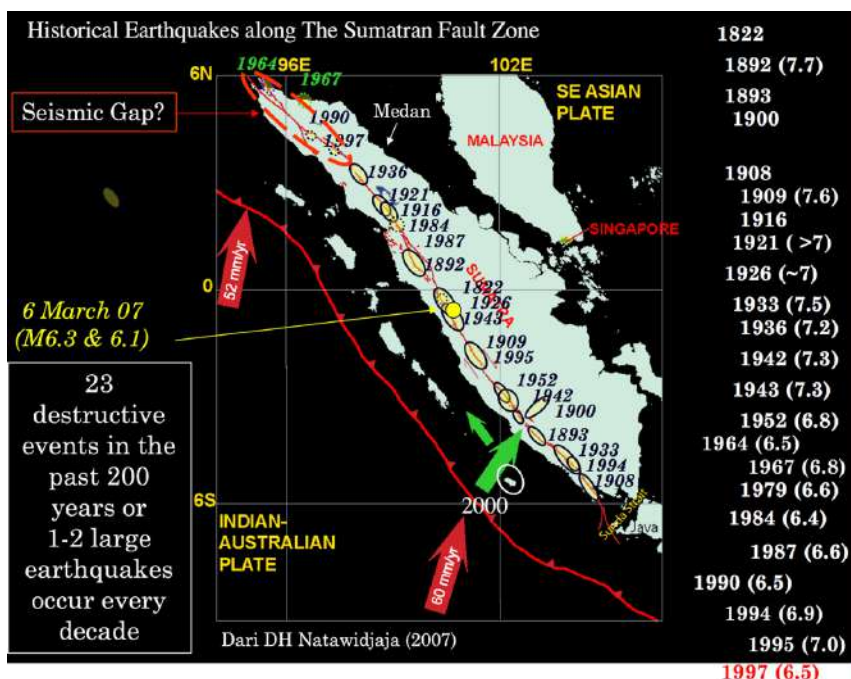 Historical Earthquakes along The Sumatran Fault Zone
1964
96E
1967
102E
6N
Seismic Gap?
Medan
SE ASIAN
PLATE
MALAYSIA
1990
1997
1936
1921
1916
1984
1987
1892
SUMATRA
SINGAPORE
52 mm/yr
0
6 March 07
(M6.3 & 6.1)
1822
1926
1943
1909
1995
1952
1942
1900
1893
1933
1994
1908
2000
6S
Sunda Strait
Java
INDIAN-
AUSTRALIAN
PLATE
60 mm/yr
Dari DH Natawidjaja (2007)
23
destructive
events in the
past 200
years or
1-2 large
earthquakes
occur every
decade
1822
1892 (7.7)
1893
1900
1908
1909 (7.6)
1916
1921 ( >7)
1926 (~7)
1933 (7.5)
1936 (7.2)
1942 (7.3)
1943 (7.3)
1952 (6.8)
1964 (6.5)
1967 (6.8)
1979 (6.6)
1984 (6.4)
1987 (6.6)
1990 (6.5)
1994 (6.9)
1995 (7.0)
1997 (6.5)